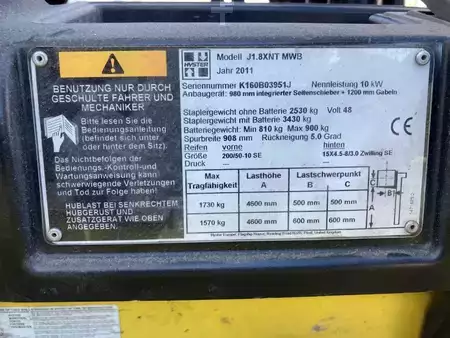 BENUTZUNG NUR DURCH
GESCHULTE FAHRER UND
MECHANIKER
Bitte lesen Sie die
Bedienungsanleitung
(befindet sich unter
oder hinter dem Sitz).
Das Nichtbefolgen der
Bedienungs-, Kontroll-und
Wartungsanweisung kann
schwerwiegende Verletzungen
und Tod zur Folge haben!
HUBLAST BEI SENKRECHTEM
HUBGERÜST UND
ZUSATZGERÄT WIE OBEN
BESCHRIEBEN.
HYSTER
Modell J1.8XNT MWB
Jahr 2011
Seriennummer K160B03951J Nennleistung 10 kW
Anbaugerät: 980 mm integrierter Seitenschieber + 1200 mm Gabeln
Staplergewicht ohne Batterie 2530 kg Volt 48
Staplergewicht mit Batterie 3430 kg
Batteriegewicht: Min 810 kg Max 900 kg
Spurbreite 908 mm Rückneigung 5.0 Grad
Reifen vorne hinten
Größe 200/50-10 SE 15X4.5-8/3.0 Zwilling SE
Max Tragfähigkeit Lasthöhe A Lastschwerpunkt B C
1730 kg 4600 mm 500 mm 500 mm
1570 kg 4600 mm 600 mm 600 mm
C
B
A